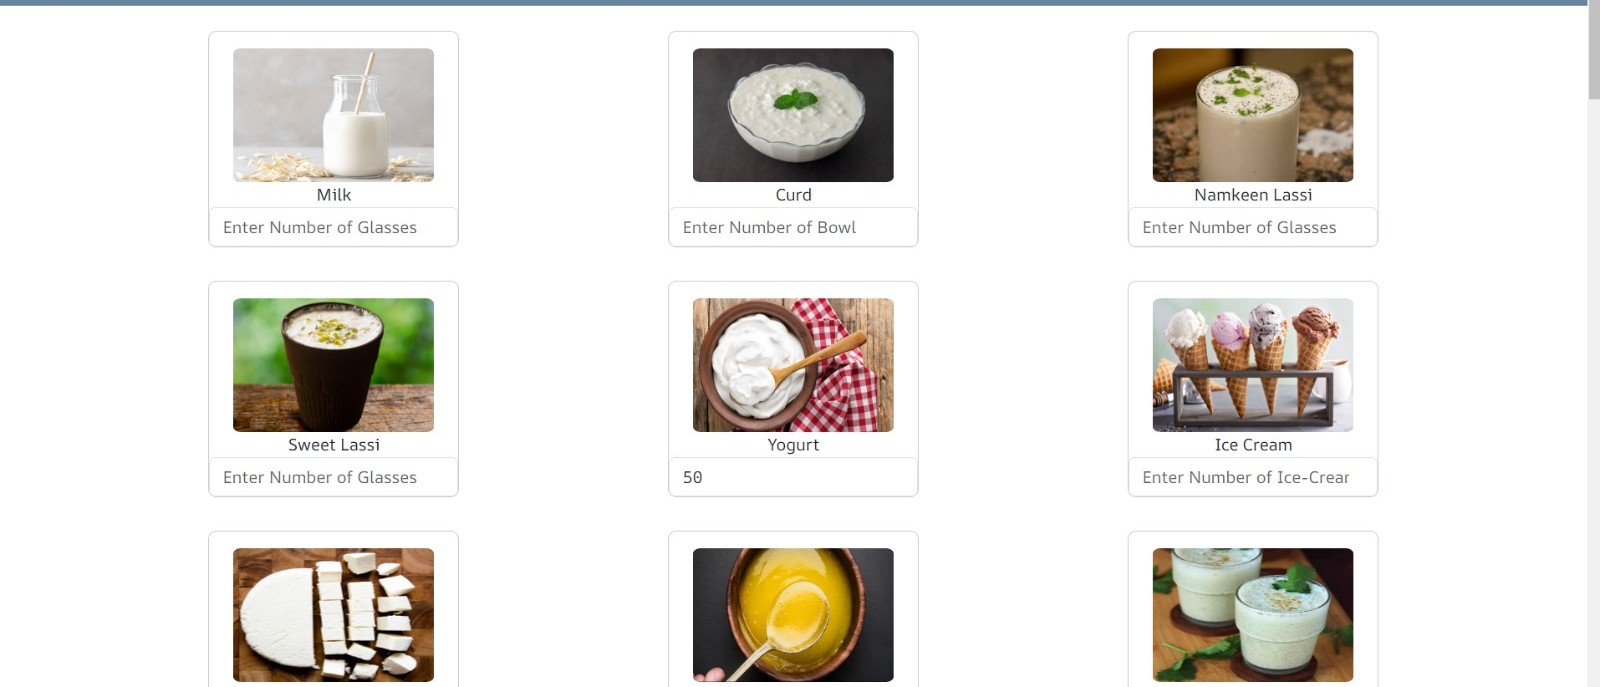 Milk
Curd
Namkeen Lassi
Enter Number of Glasses
Enter Number of Bowl
Enter Number of Glasses
Sweet Lassi
Yogurt
Ice Cream
Enter Number of Glasses
50
Enter Number of Ice-Crear